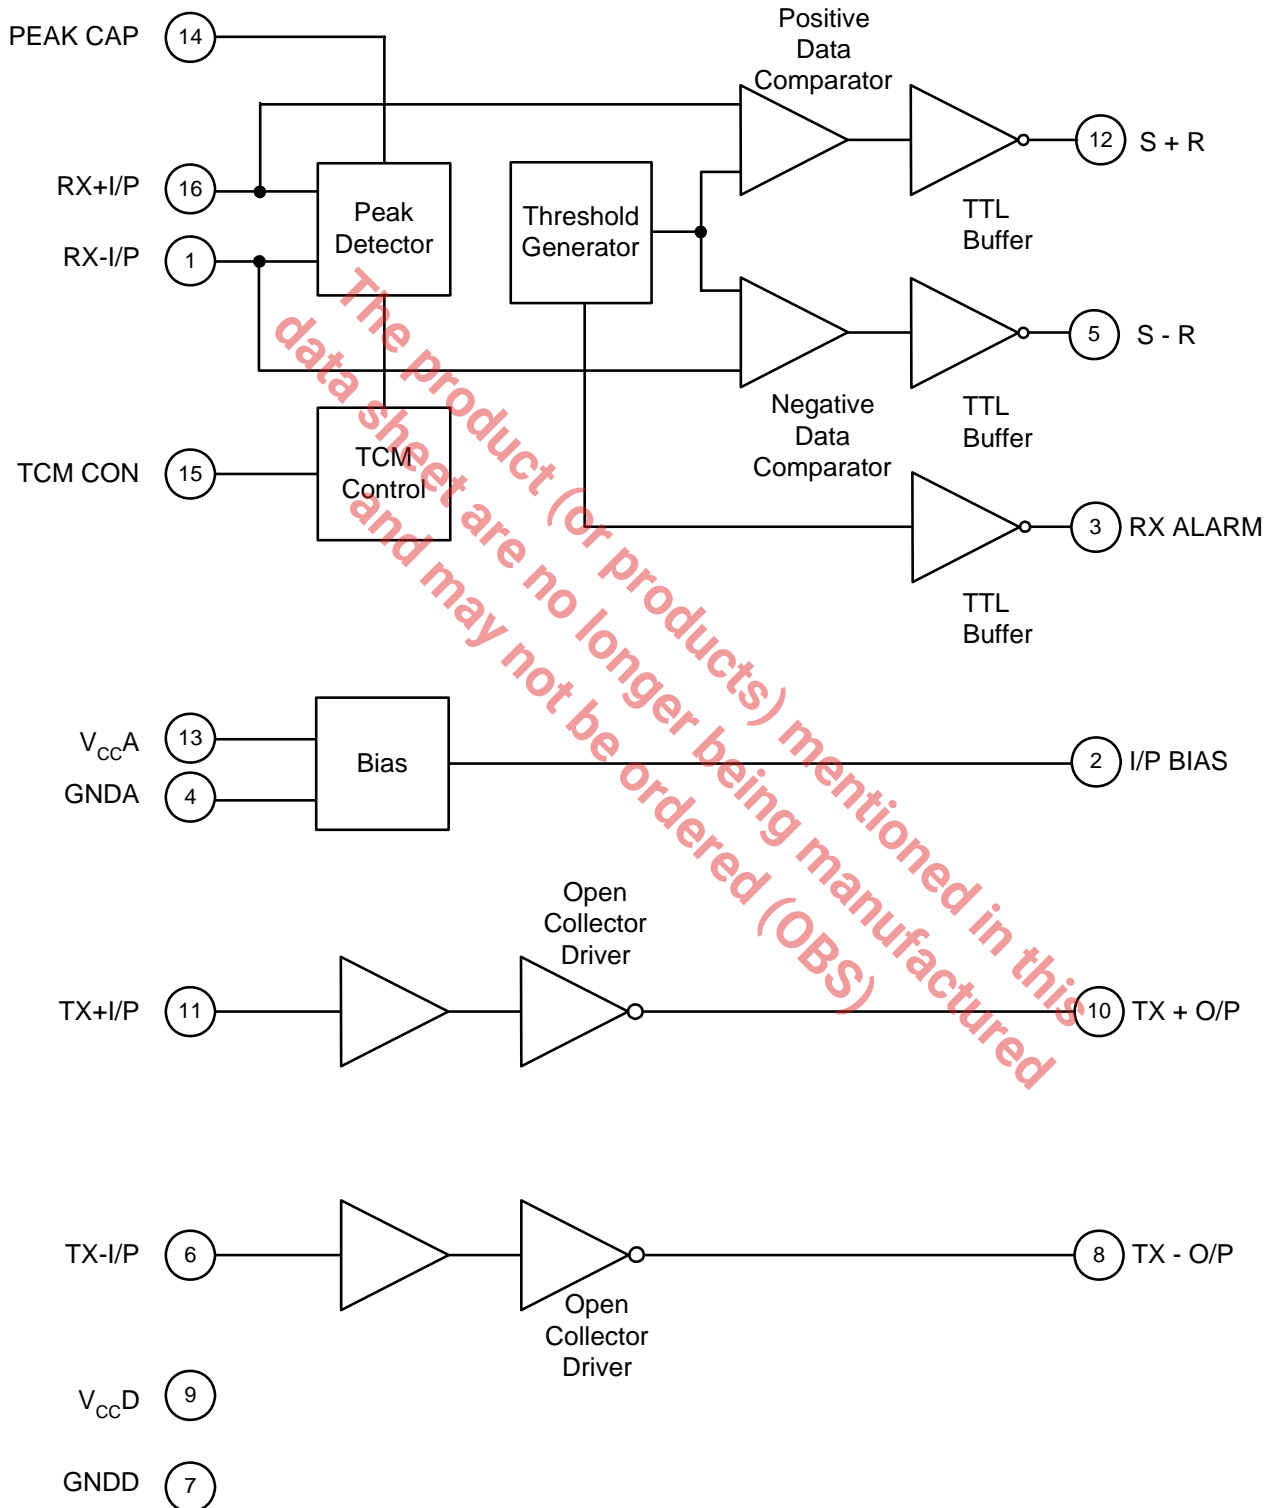 PEAK CAP 14
Positive
Data
Comparator
12 S + R
RX+I/P 16
Peak
Detector
Threshold
Generator
TTL
Buffer
RX-I/P 1
5 S - R
Negative
Data
Comparator
TTL
Buffer
TCM CON 15
TCM
Control
3 RX ALARM
TTL
Buffer
VCCA 13
GNDA 4
Bias
2 I/P BIAS
Open
Collector
Driver
TX+I/P 11
10 TX + O/P
TX-I/P 6
8 TX - O/P
Open
Collector
Driver
VCCD 9
GNDD 7
The product (or products) mentioned in this
data sheet are no longer being manufactured
and may not be ordered (OBS)